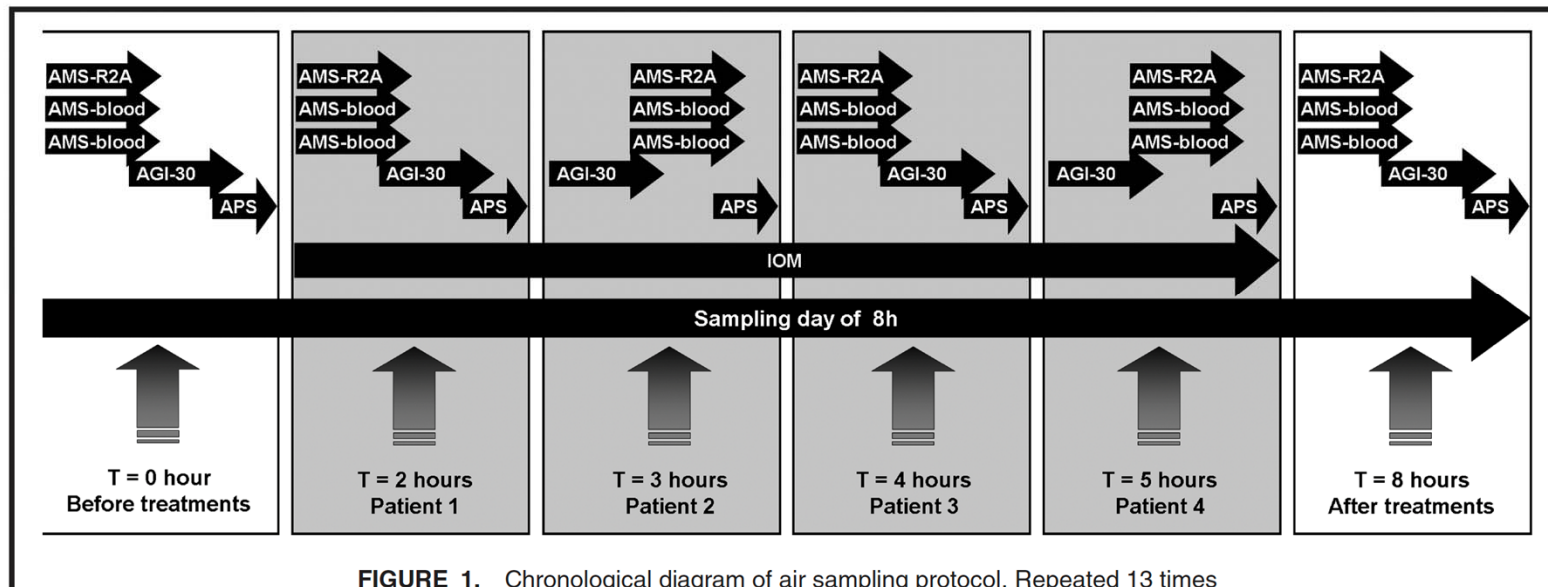 AMS-R2A AMS-R2A AMS-R2A AMS-R2A AMS-R2A AMS-R2A
AMS-blood AMS-blood AMS-blood AMS-blood AMS-blood AMS-blood
AMS-blood AMS-blood AMS-blood AMS-blood AMS-blood AMS-blood
AGI-30 AGI-30 AGI-30 AGI-30 AGI-30 AGI-30
APS APS APS APS APS APS
IOM
Sampling day of 8h
T = 0 hour T = 2 hours T = 3 hours T = 4 hours T = 5 hours T = 8 hours
Before treatments Patient 1 Patient 2 Patient 3 Patient 4 After treatments
FIGURE 1. Chronological diagram of air sampling protocol. Repeated 13 times